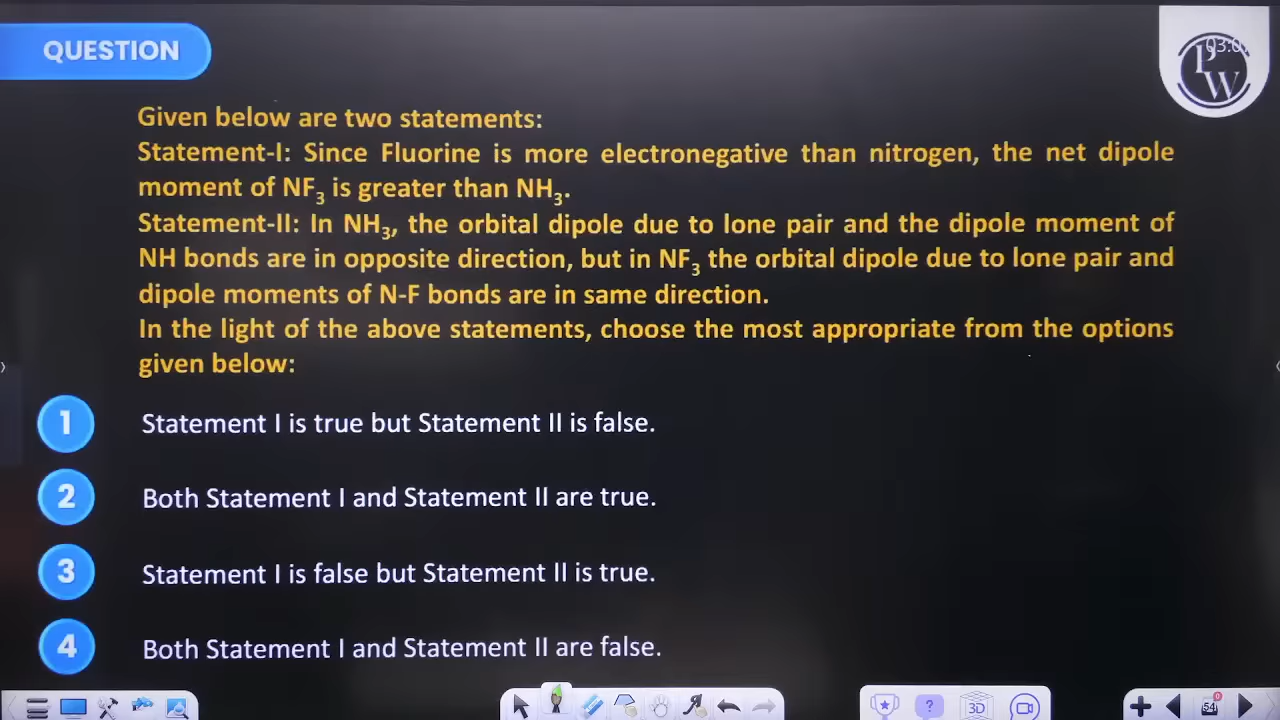 QUESTION
03:0
PW
Given below are two statements:
Statement-I: Since Fluorine is more electronegative than nitrogen, the net dipole
moment of NF₃ is greater than NH₃.
Statement-II: In NH₃, the orbital dipole due to lone pair and the dipole moment of
NH bonds are in opposite direction, but in NF₃ the orbital dipole due to lone pair and
dipole moments of N-F bonds are in same direction.
In the light of the above statements, choose the most appropriate from the options
given below:
1 Statement I is true but Statement II is false.
2 Both Statement I and Statement II are true.
3 Statement I is false but Statement II is true.
4 Both Statement I and Statement II are false.
? 3D 54